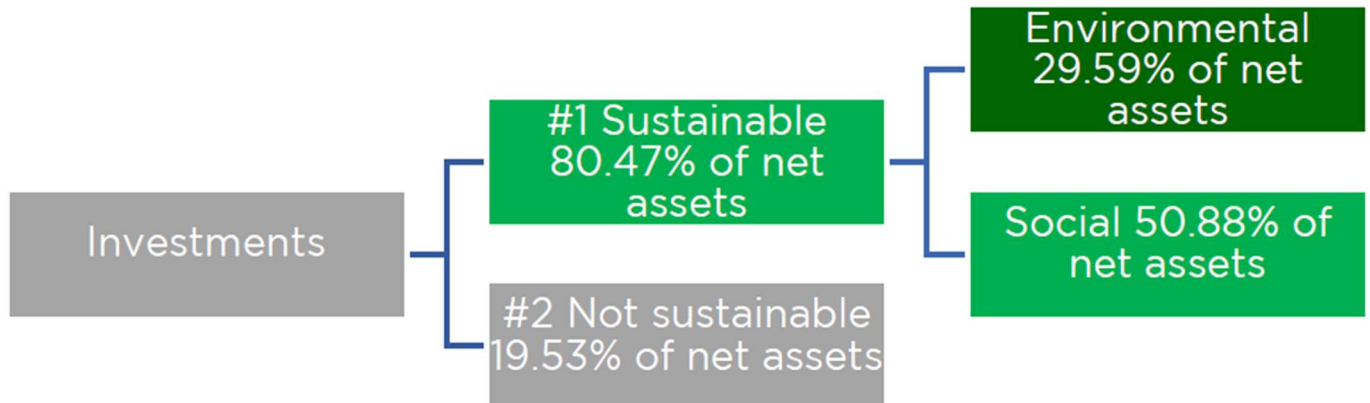 Investments
#1 Sustainable
80.47% of net
assets
#2 Not sustainable
19.53% of net assets
Environmental
29.59% of net
assets
Social 50.88% of
net assets